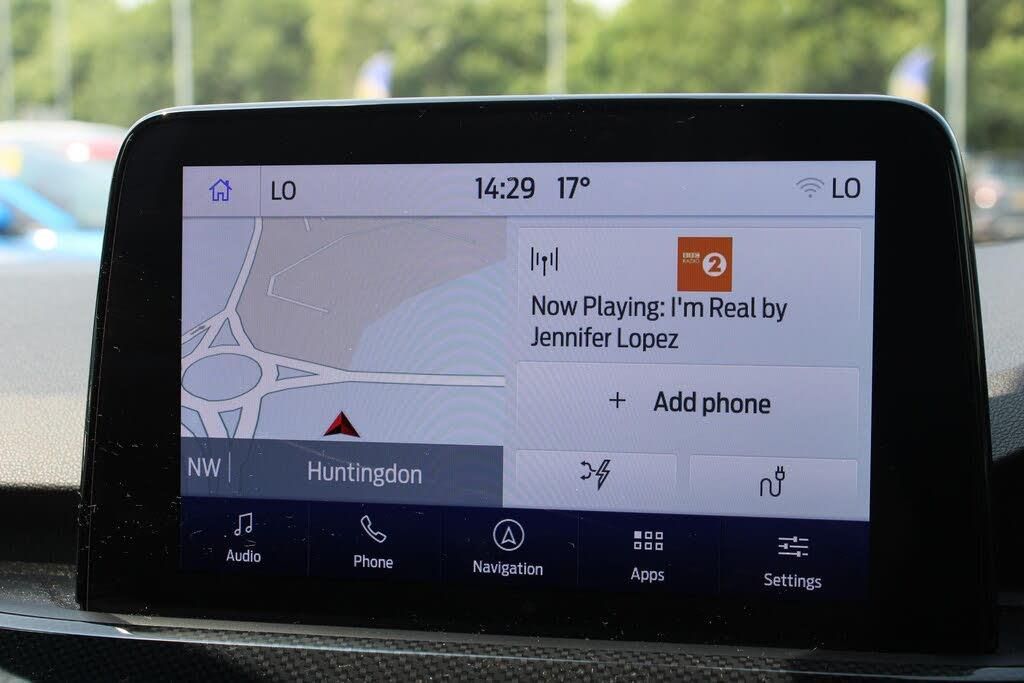 LO
14:29 17°
LO
BBC
RADIO 2
Now Playing: I'm Real by
Jennifer Lopez
+ Add phone
NW | Huntingdon
Audio
Phone
Navigation
Apps
Settings